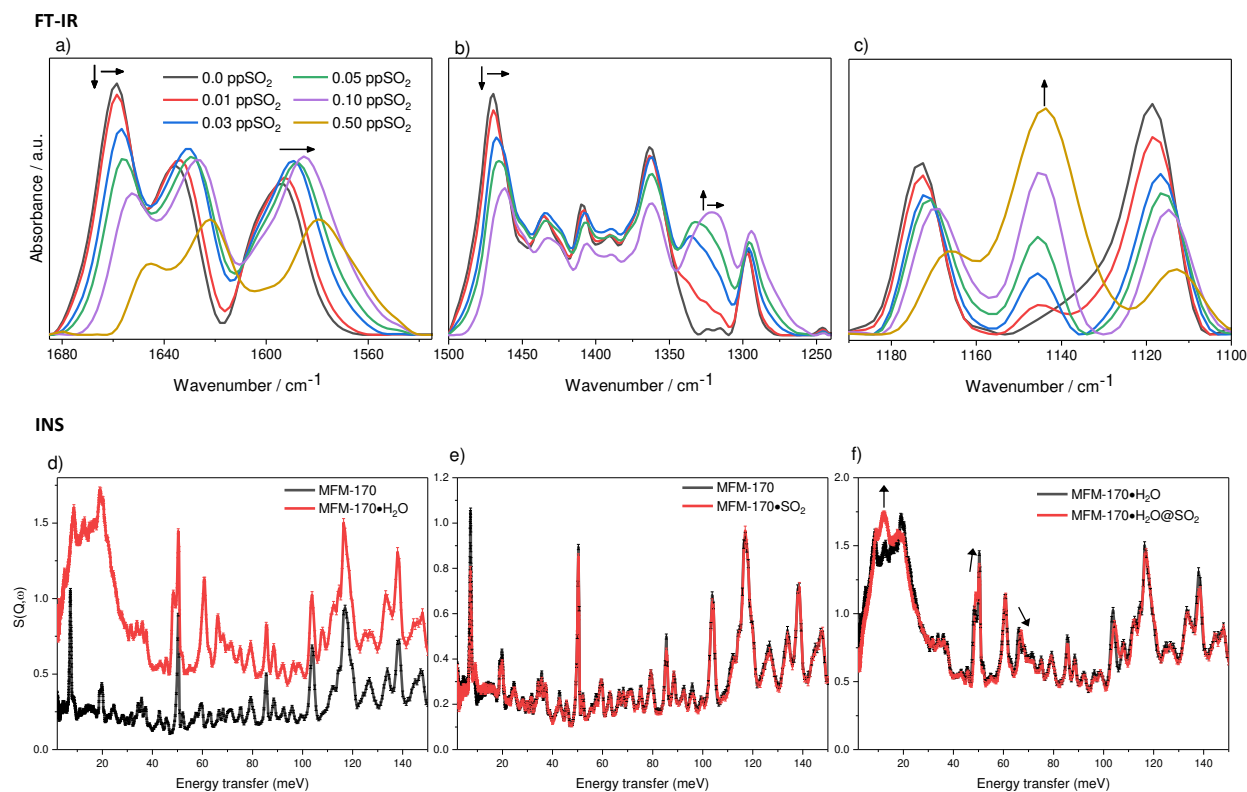 FT-IR
a)
b)
c)
0.0 ppSO₂
0.05 ppSO₂
0.01 ppSO₂
0.10 ppSO₂
0.03 ppSO₂
0.50 ppSO₂
Absorbance / a.u.
1680 1640 1600 1560
1500 1450 1400 1350 1300 1250
1180 1160 1140 1120 1100
Wavenumber / cm⁻¹
Wavenumber / cm⁻¹
Wavenumber / cm⁻¹
INS
d)
e)
f)
MFM-170
MFM-170•H₂O
MFM-170
MFM-170•SO₂
MFM-170•H₂O
MFM-170•H₂O@SO₂
S(Q,ω)
1.5
1.0
0.5
0.0
1.2
1.0
0.8
0.6
0.4
0.2
0.0
2.0
1.5
1.0
0.5
0.0
20 40 60 80 100 120 140
20 40 60 80 100 120 140
0 20 40 60 80 100 120 140
Energy transfer (meV)
Energy transfer (meV)
Energy transfer (meV)